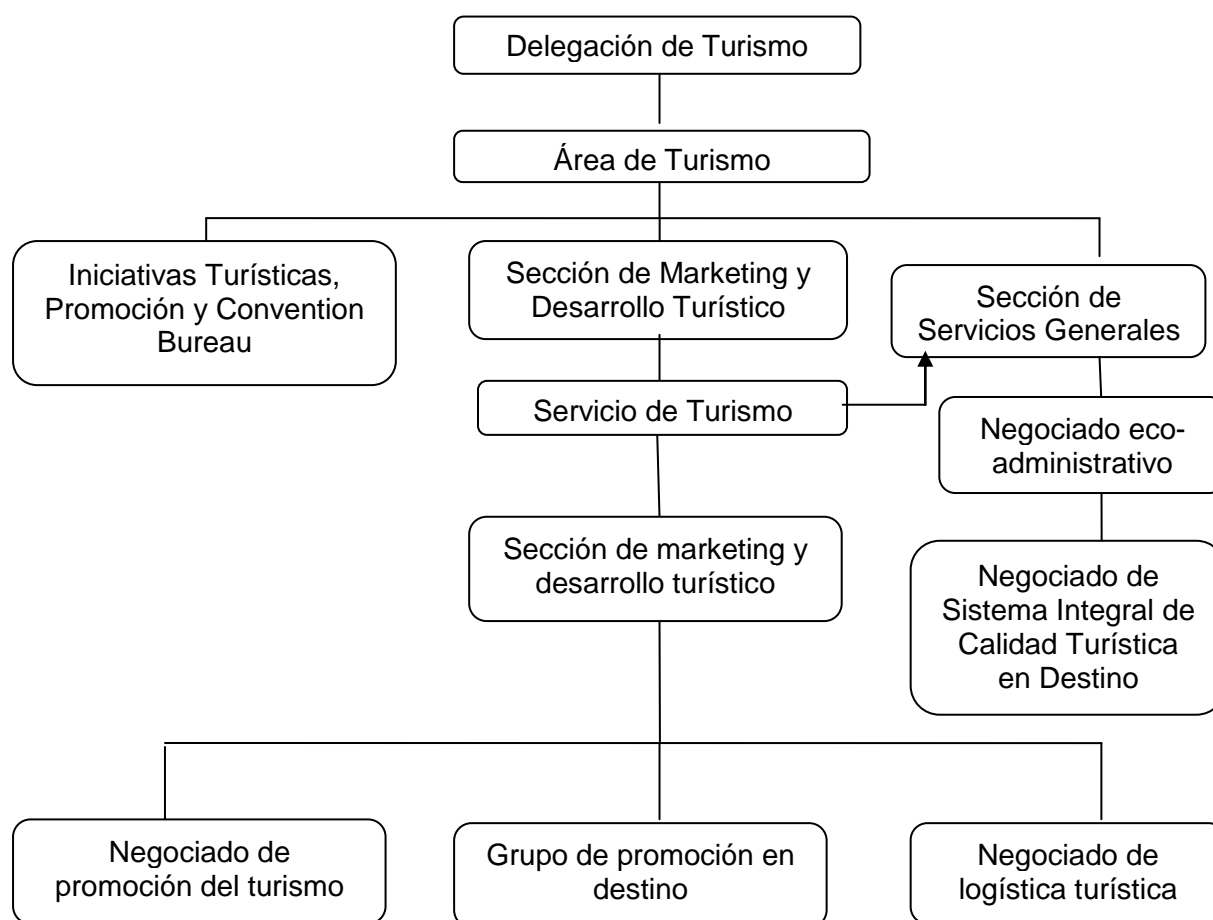 Delegación de Turismo
Área de Turismo
Iniciativas Turísticas,
Promoción y Convention
Bureau
Sección de Marketing y
Desarrollo Turístico
Sección de
Servicios Generales
Servicio de Turismo
Negociado eco-
administrativo
Sección de marketing y
desarrollo turístico
Negociado de
Sistema Integral de
Calidad Turística
en Destino
Negociado de
promoción del turismo
Grupo de promoción en
destino
Negociado de
logística turística